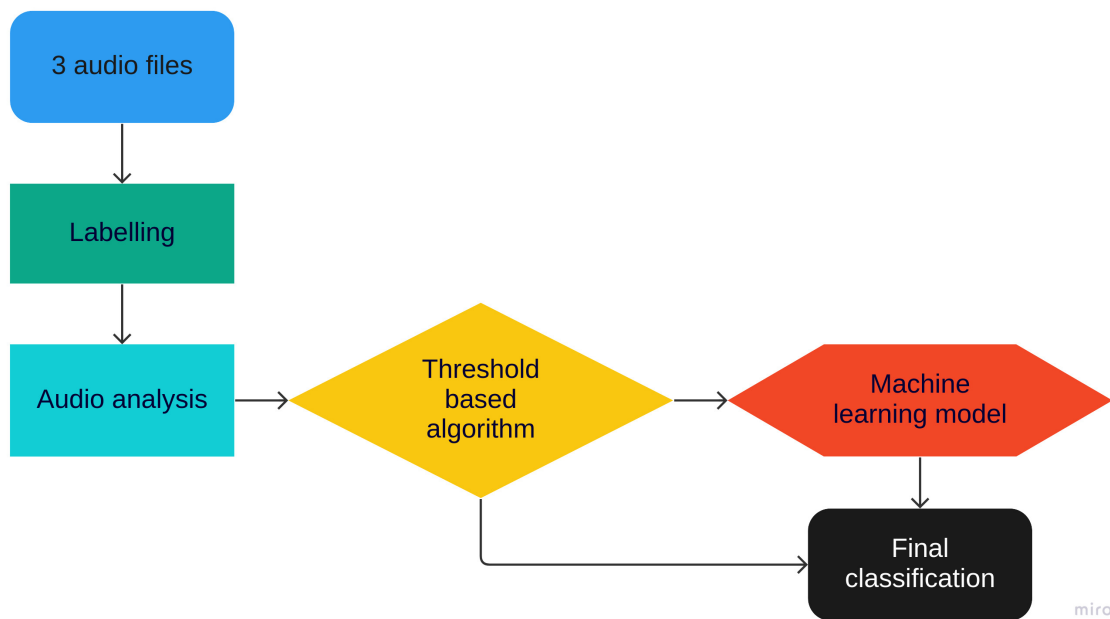 3 audio files
Labelling
Audio analysis
Threshold
based
algorithm
Machine
learning model
Final
classification
miro